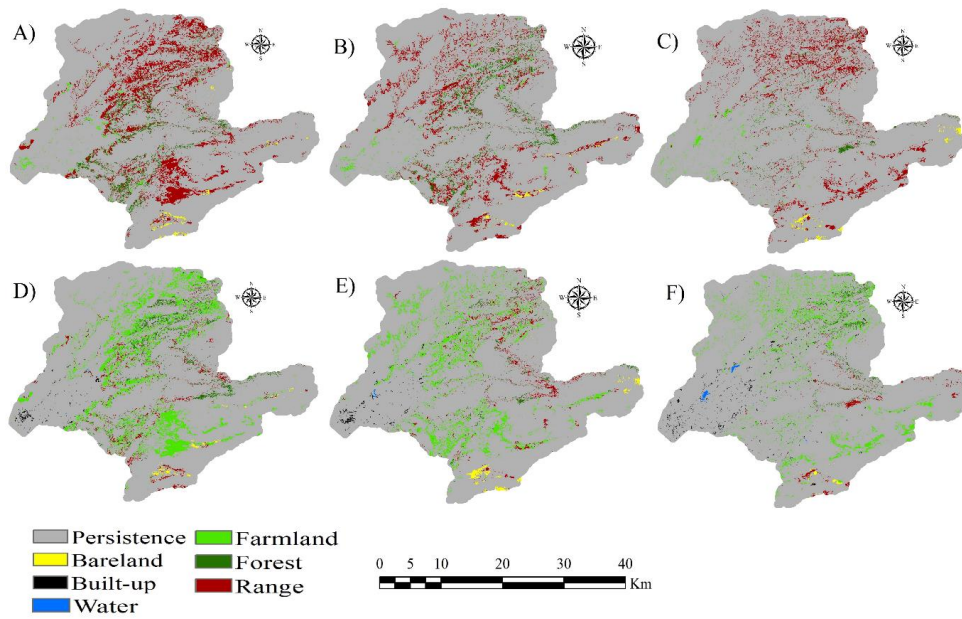 A)
B)
C)
D)
E)
F)
Persistence
Farmland
Bareland
Forest
Built-up
Range
Water
0 5 10 20 30 40
Km